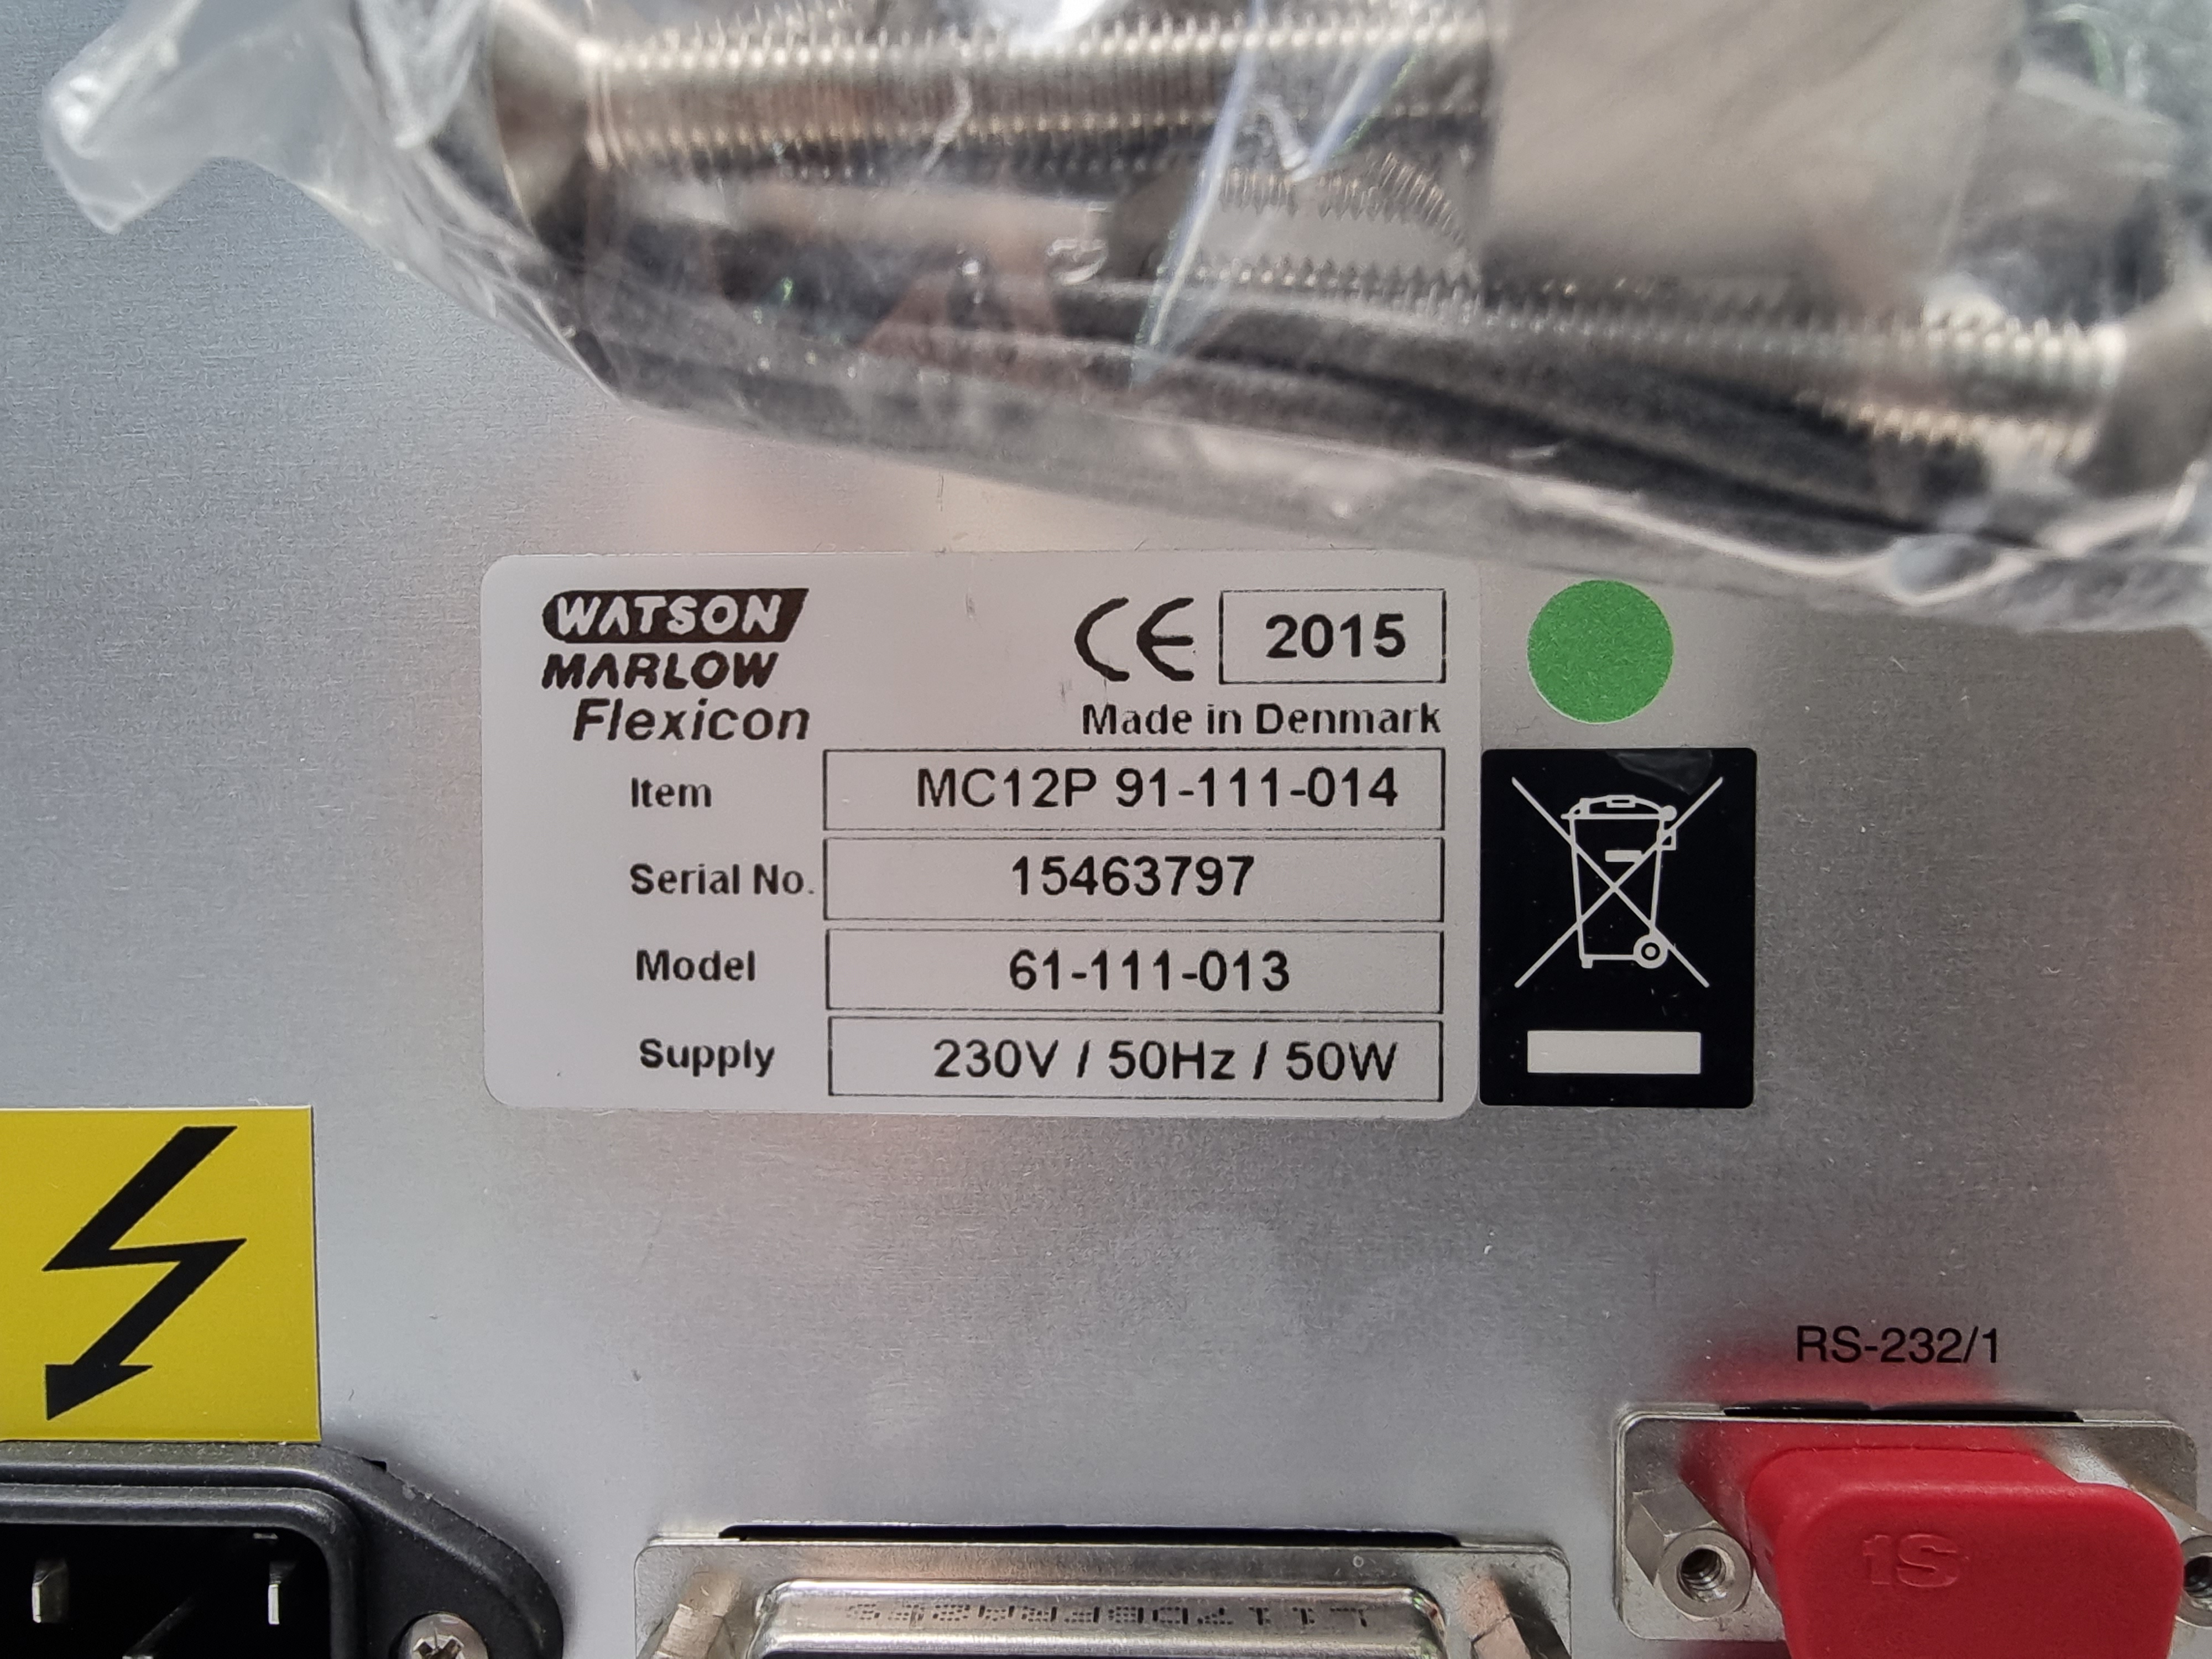 WATSON
MARLOW
Flexicon
CE 2015
Made in Denmark
Item MC12P 91-111-014
Serial No. 15463797
Model 61-111-013
Supply 230V / 50Hz / 50W
RS-232/1